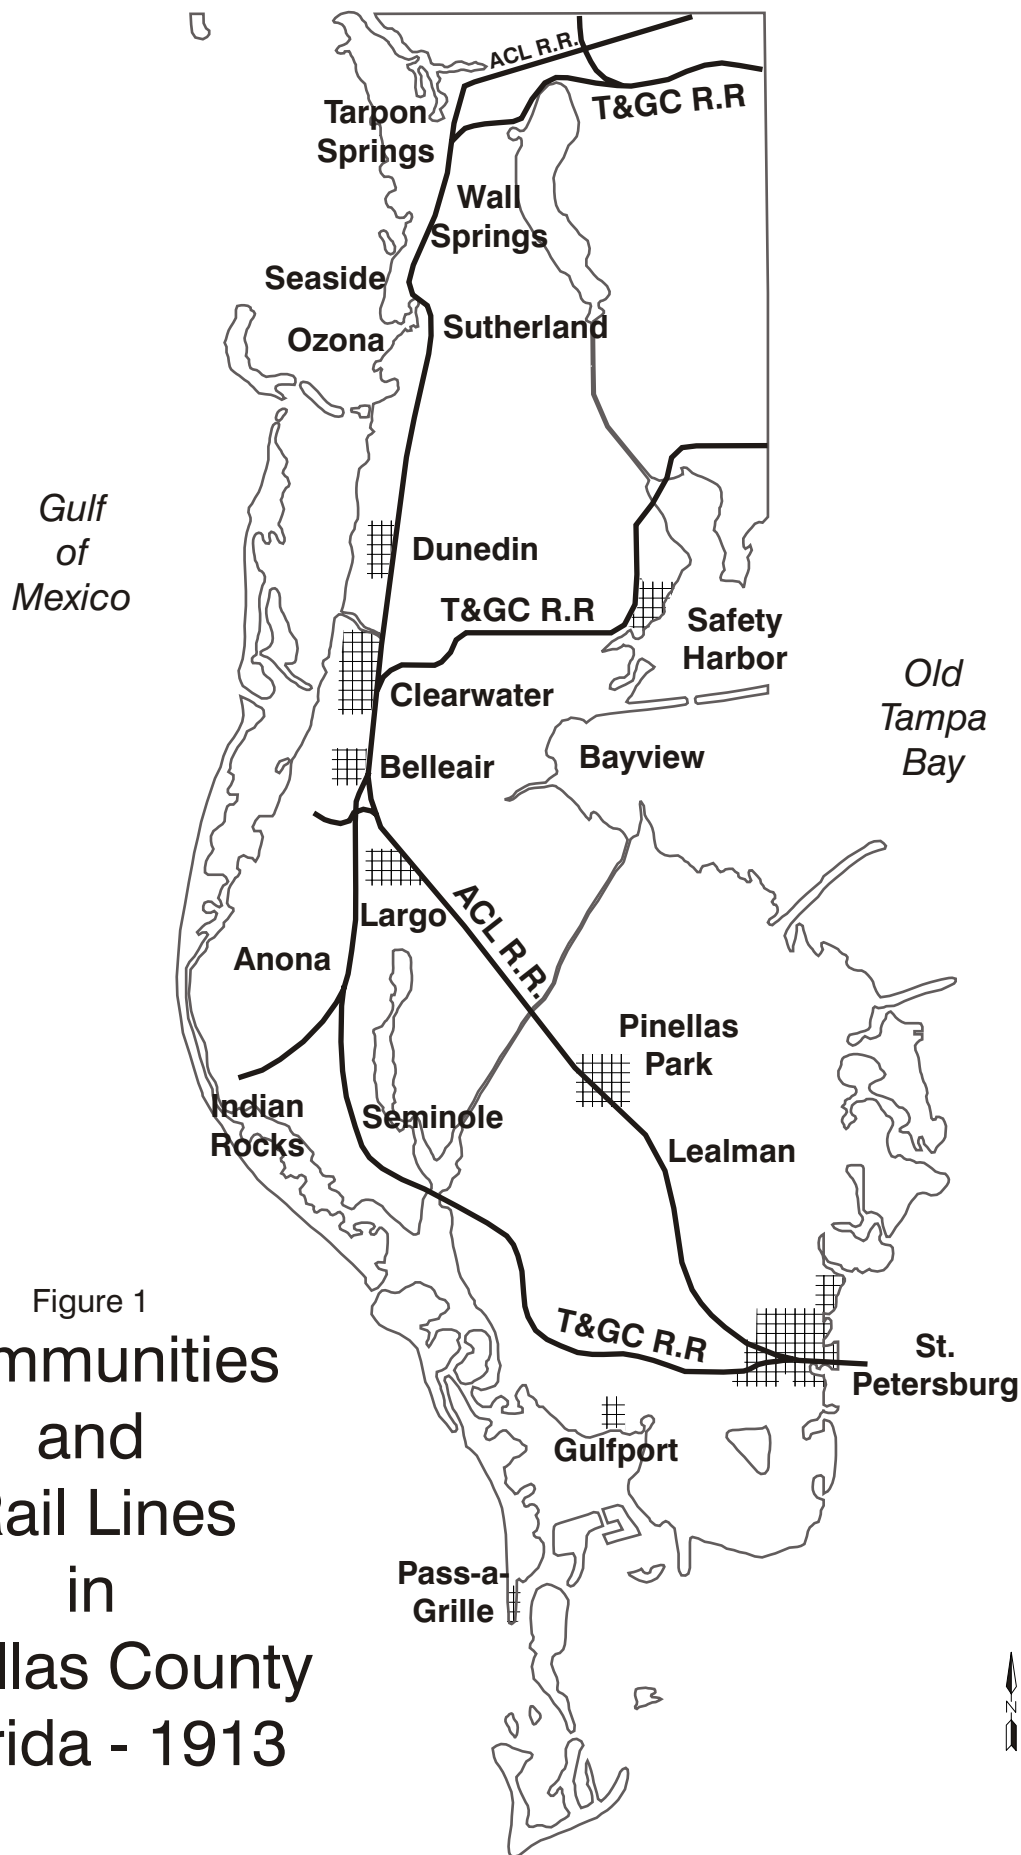 ACL R.R.
T&GC R.R
Tarpon
Springs
Wall
Springs
Seaside
Sutherland
Ozona
Gulf
of
Mexico
Dunedin
T&GC R.R
Safety
Harbor
Clearwater
Old
Tampa
Bay
Belleair
Bayview
Largo
ACL R.R.
Anona
Pinellas
Park
Indian
Rocks
Seminole
Lealman
Figure 1
mmunities
and
ail Lines
in
llas County
rida - 1913
T&GC R.R
St.
Petersburg
Gulfport
Pass-a-
Grille
N